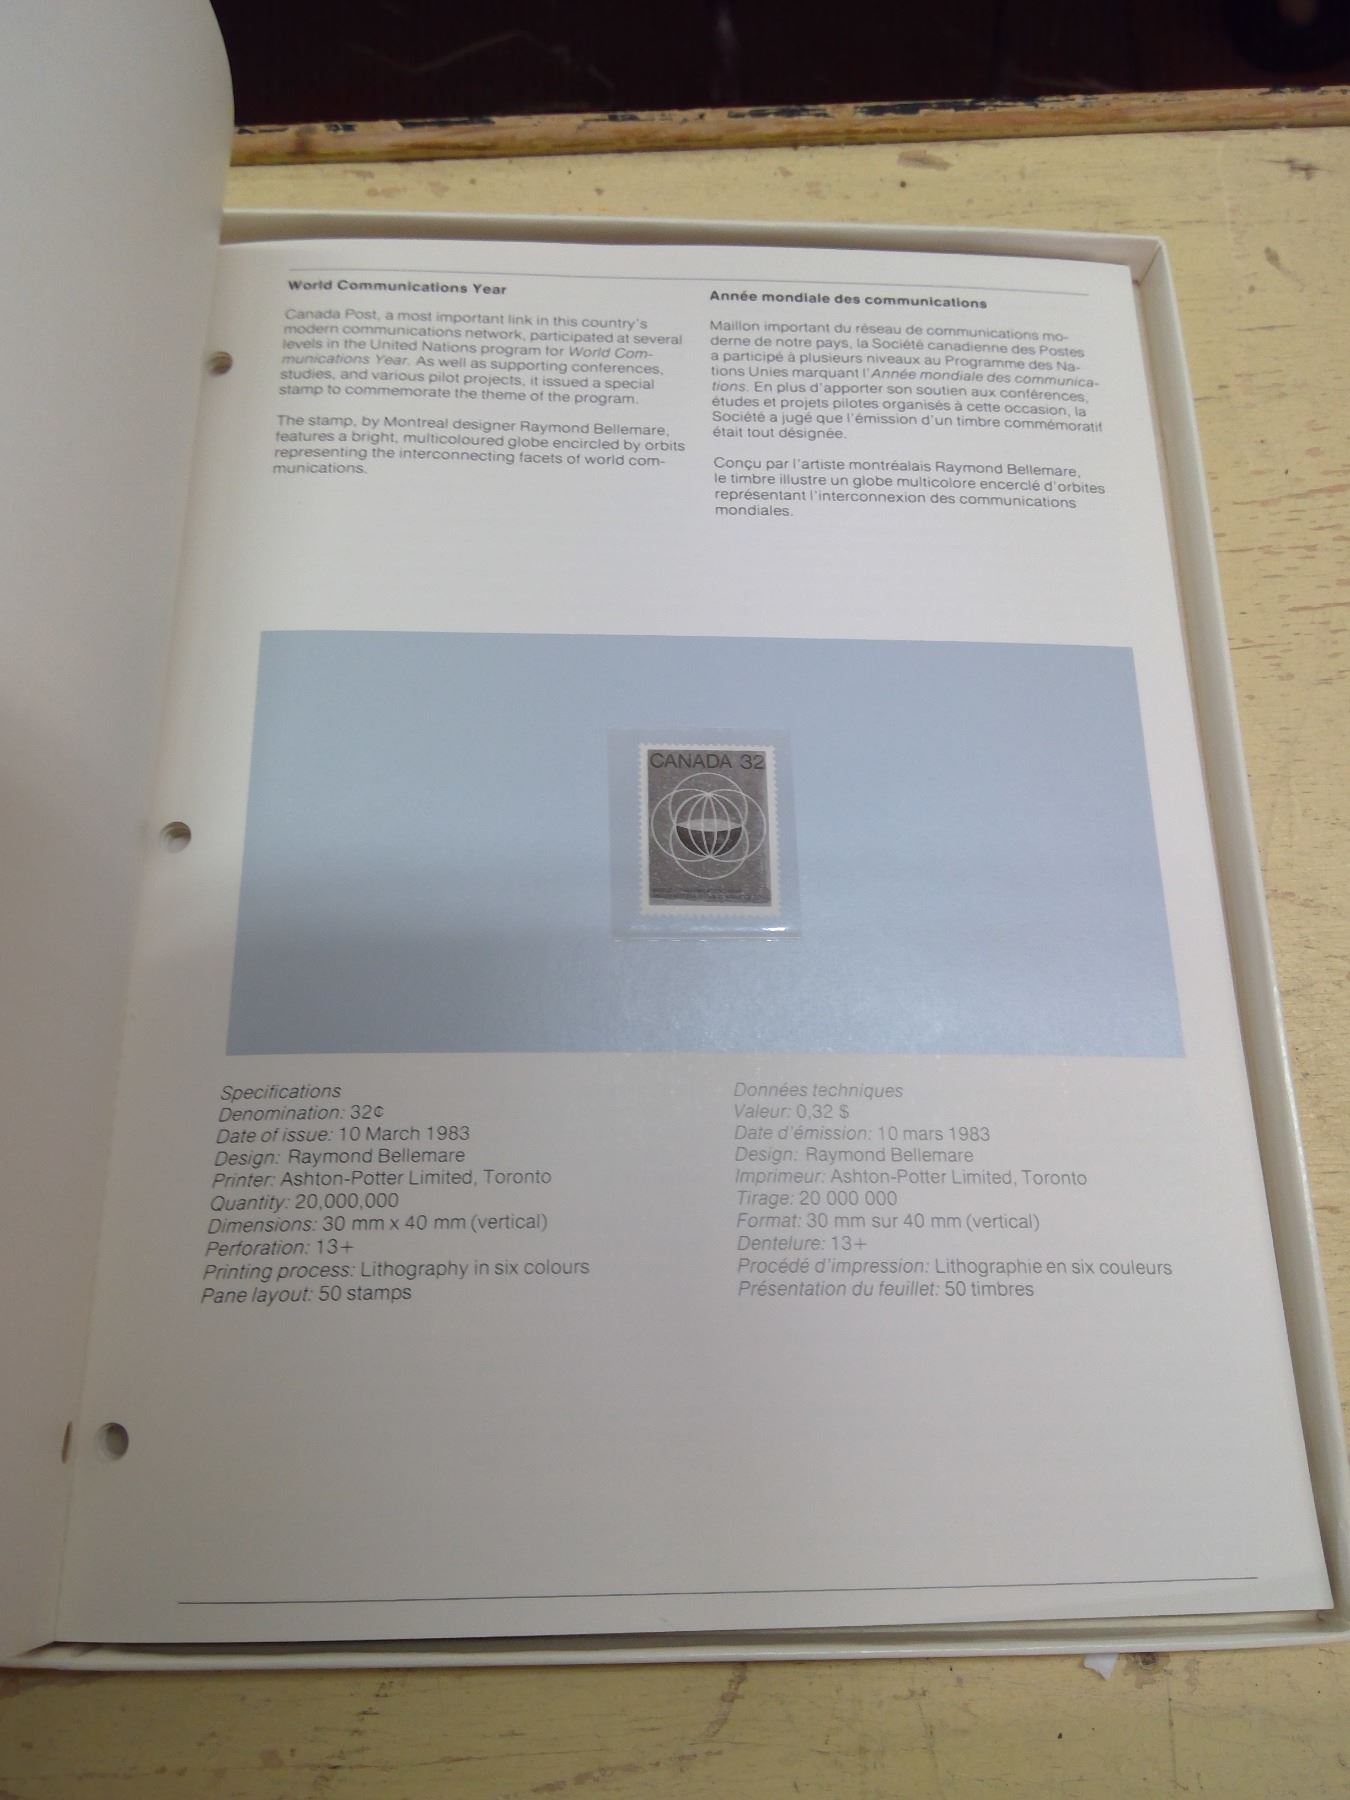 World Communications Year
Canada Post, a most important link in this country's
modern communications network, participated at several
levels in the United Nations program for World Com-
munications Year. As well as supporting conferences,
studies, and various pilot projects, it issued a special
stamp to commemorate the theme of the program.
The stamp, by Montreal designer Raymond Bellemare,
features a bright, multicoloured globe encircled by orbits
representing the interconnecting facets of world com-
munications.
Année mondiale des communications
Maillon important du réseau de communications mo-
derne de notre pays, la Société canadienne des Postes
a participé à plusieurs niveaux au Programme des Na-
tions Unies marquant l'Année mondiale des communica-
tions. En plus d'apporter son soutien aux conférences,
études et projets pilotes organisés à cette occasion, la
Société a jugé que l'émission d'un timbre commémoratif
était tout désignée.
Conçu par l'artiste montréalais Raymond Bellemare,
le timbre illustre un globe multicolore encerclé d'orbites
représentant l'interconnexion des communications
mondiales.
CANADA 32
Specifications
Denomination: 32¢
Date of issue: 10 March 1983
Design: Raymond Bellemare
Printer: Ashton-Potter Limited, Toronto
Quantity: 20,000,000
Dimensions: 30 mm x 40 mm (vertical)
Perforation: 13+
Printing process: Lithography in six colours
Pane layout: 50 stamps
Données techniques
Valeur: 0,32 $
Date d'émission: 10 mars 1983
Design: Raymond Bellemare
Imprimeur: Ashton-Potter Limited, Toronto
Tirage: 20 000 000
Format: 30 mm sur 40 mm (vertical)
Dentelure: 13+
Procédé d'impression: Lithographie en six couleurs
Présentation du feuillet: 50 timbres